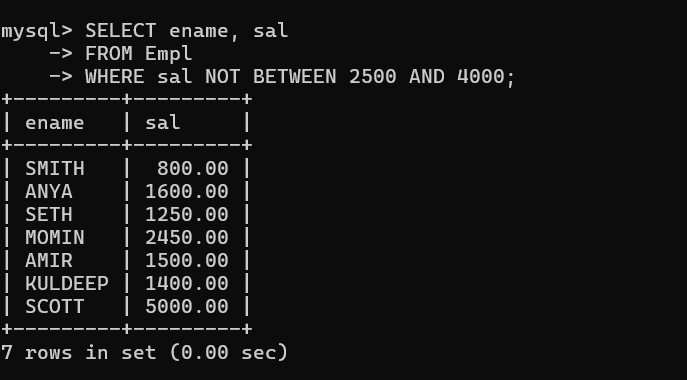 mysql> SELECT ename, sal
    -> FROM Empl
    -> WHERE sal NOT BETWEEN 2500 AND 4000;
+---------+---------+
| ename   | sal     |
+---------+---------+
| SMITH   |  800.00 |
| ANYA    | 1600.00 |
| SETH    | 1250.00 |
| MOMIN   | 2450.00 |
| AMIR    | 1500.00 |
| KULDEEP | 1400.00 |
| SCOTT   | 5000.00 |
+---------+---------+
7 rows in set (0.00 sec)